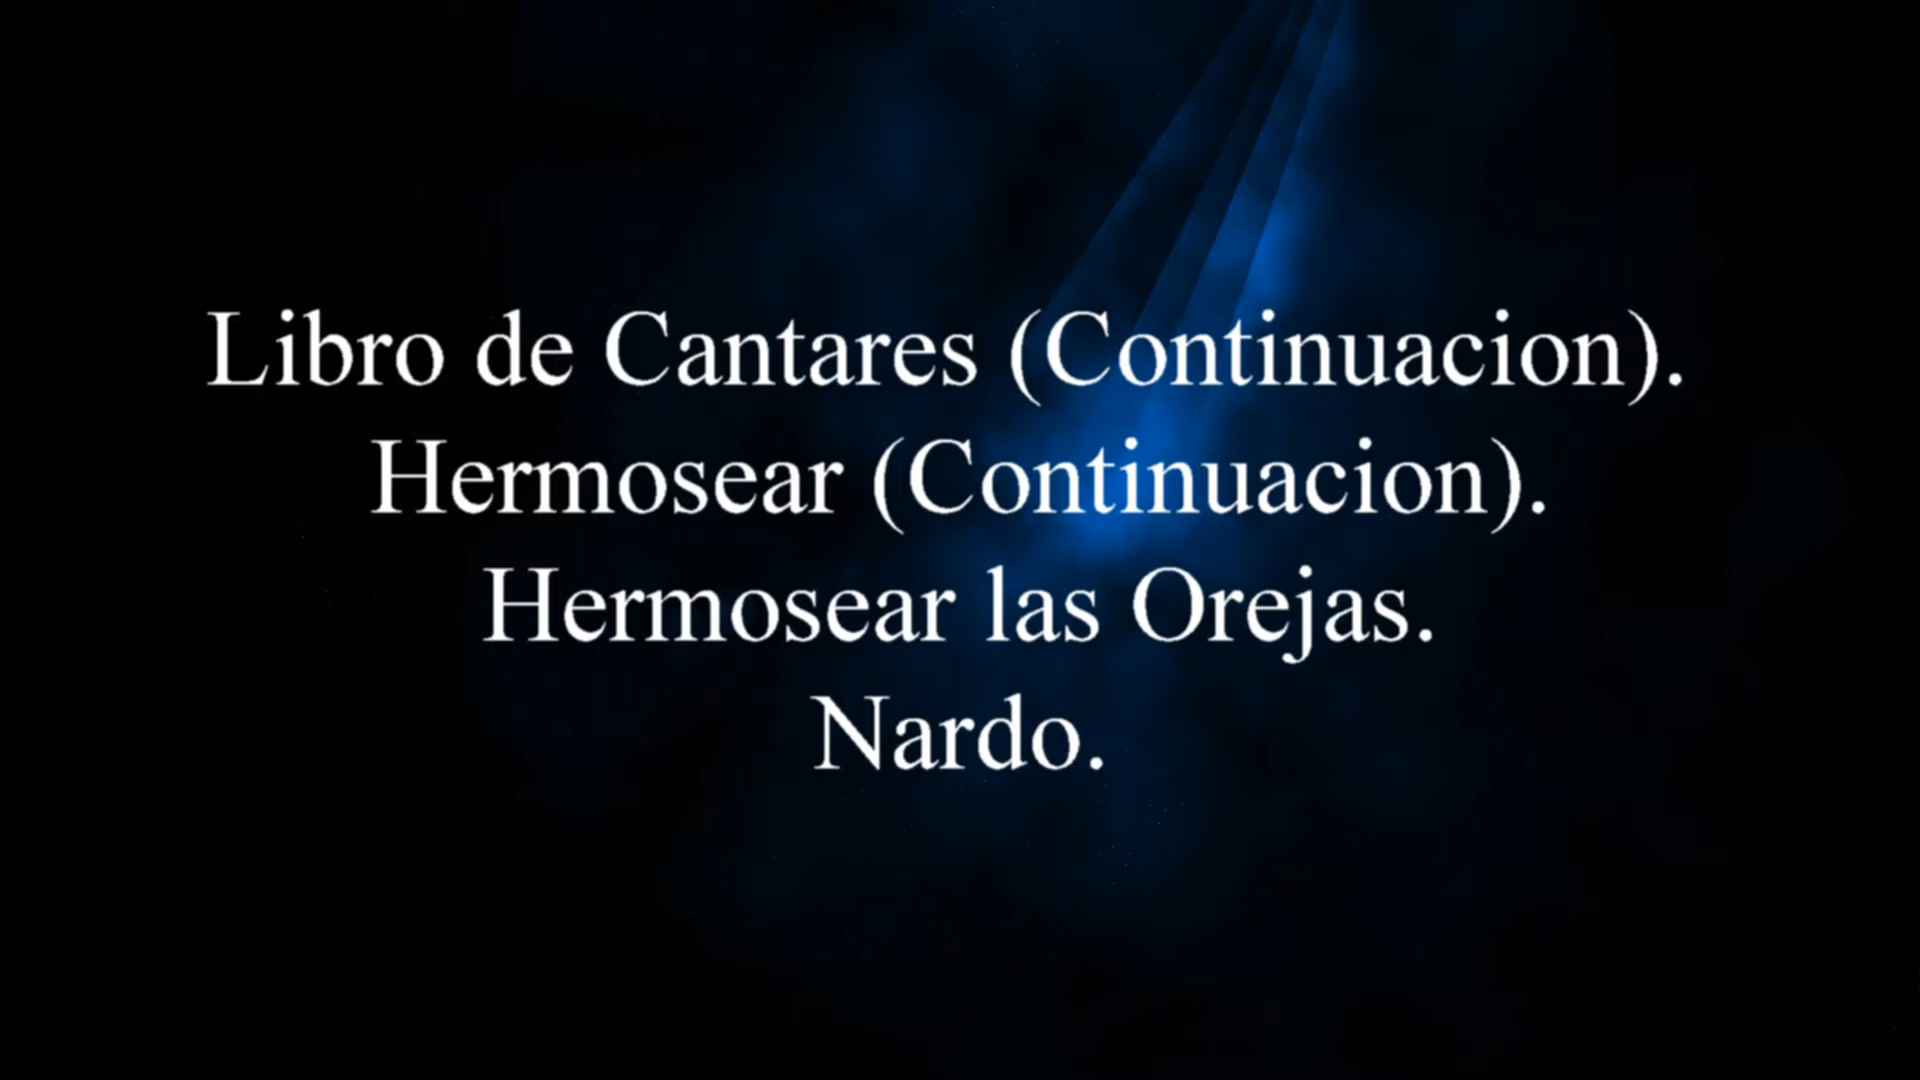 Libro de Cantares (Continuacion).
Hermosear (Continuacion).
Hermosear las Orejas.
Nardo.